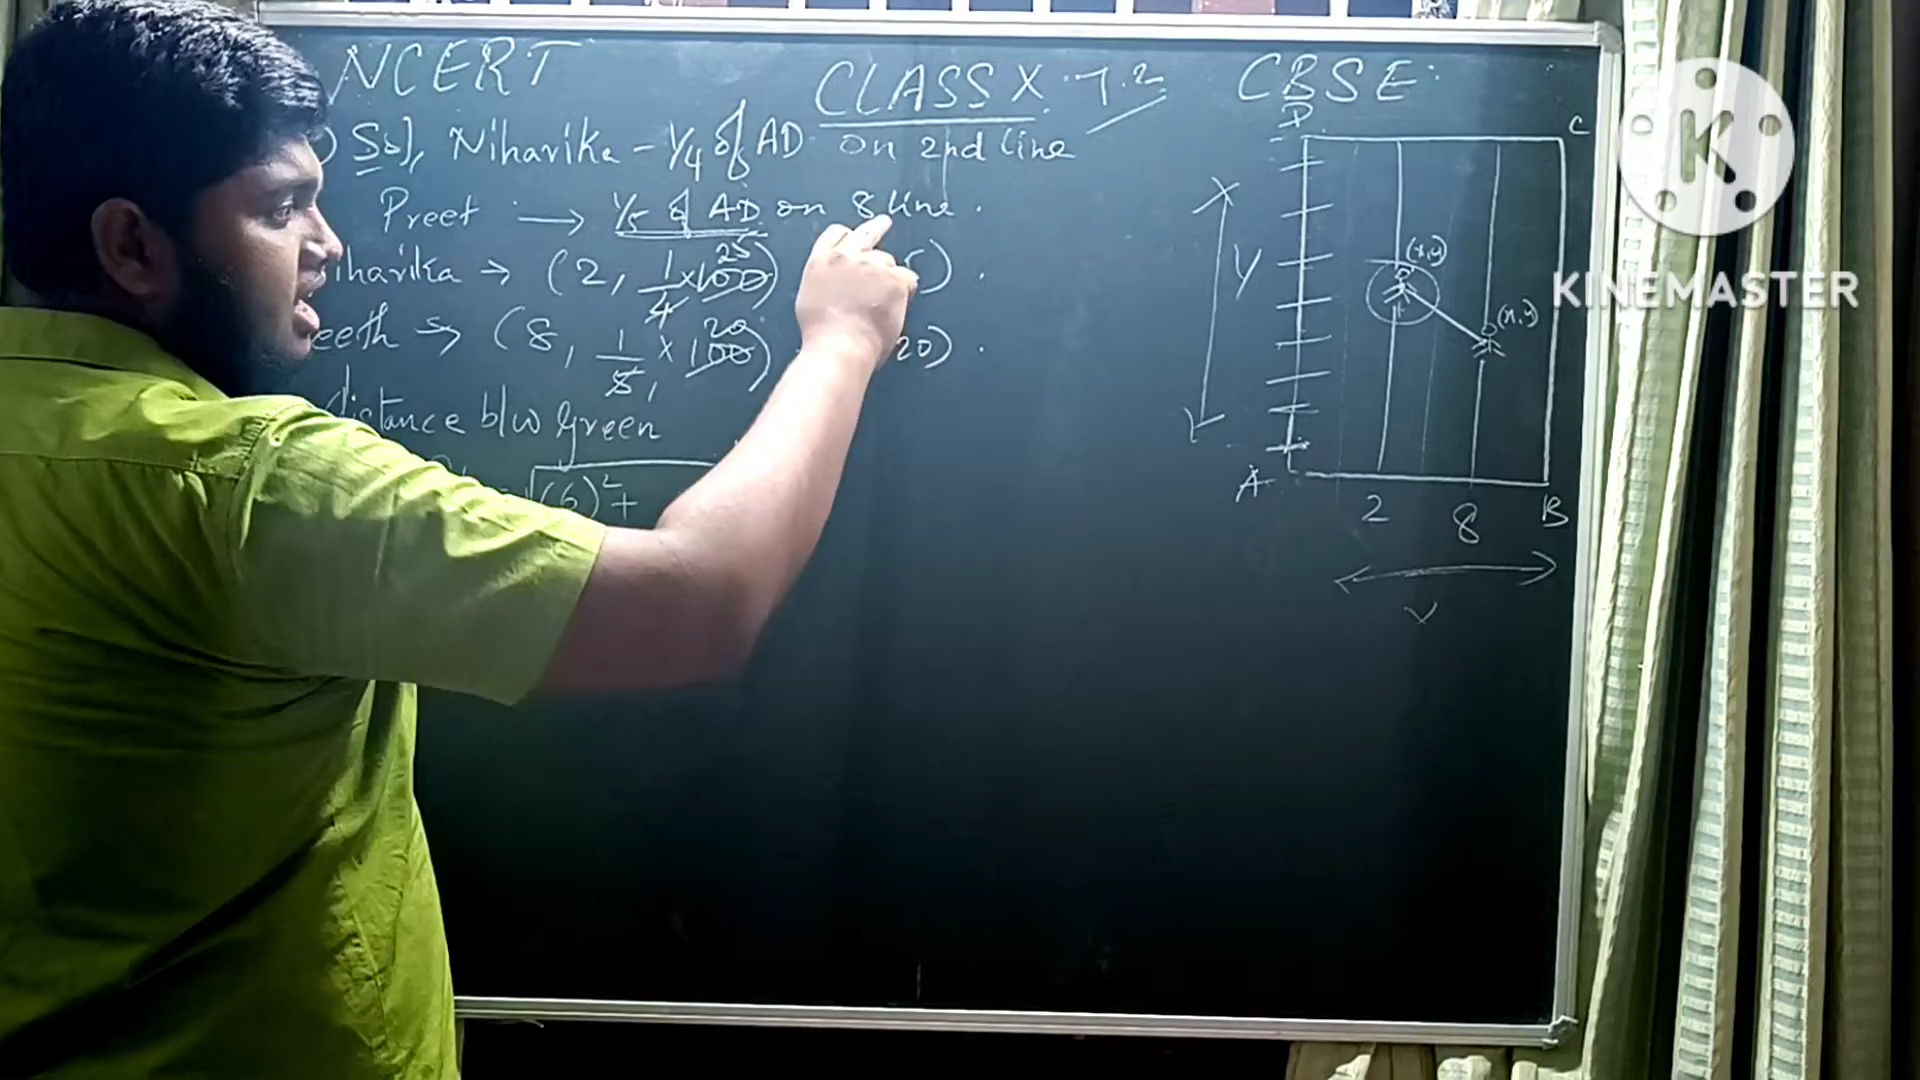 NCERT CLASS X 7.2 CBSE
) Sol, Niharika - 1/4 of AD on 2nd line
Preet → 1/5 of AD on 8 line.
iharika → (2, 1/4 × 100) 25 5).
eeth → (8, 1/5 × 100) 20 20).
distance b/w Green
√(6)² +
D C
X
Y
(x,y)
(x,y)
A 2 8 B
K
KINEMASTER